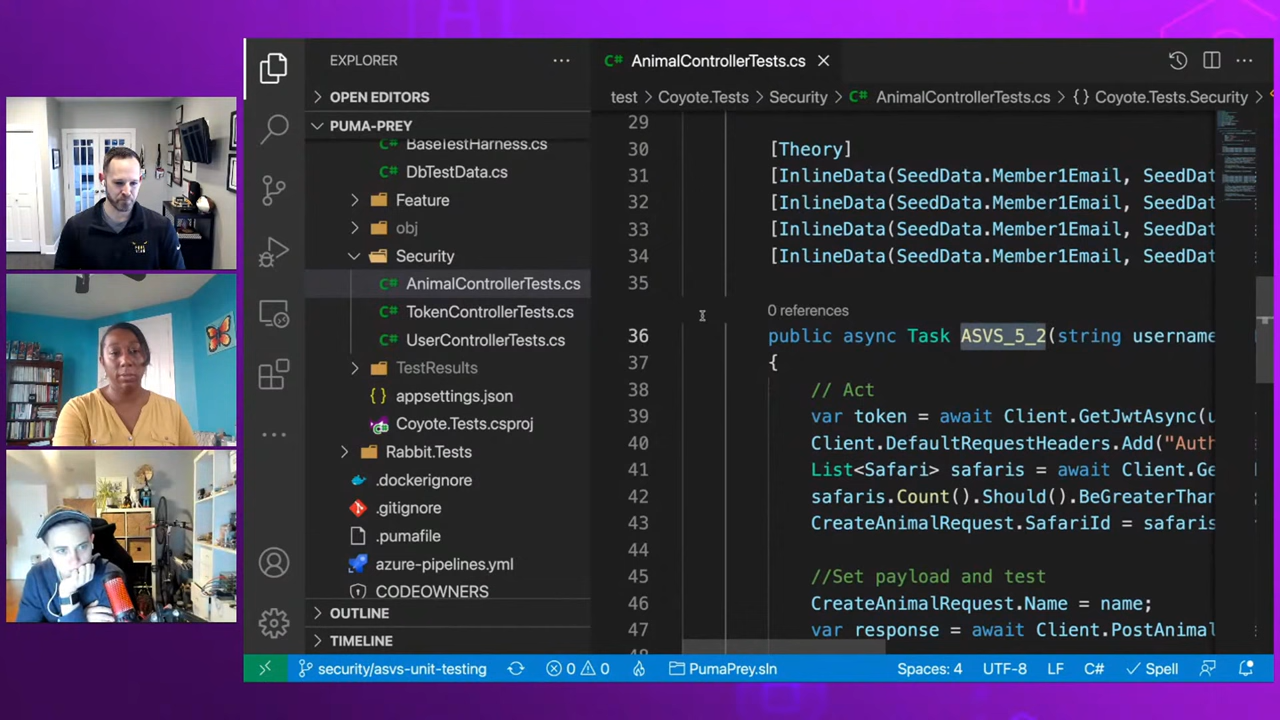 EXPLORER
OPEN EDITORS
PUMA-PREY
BaseTestHarness.cs
DbTestData.cs
Feature
obj
Security
AnimalControllerTests.cs
TokenControllerTests.cs
UserControllerTests.cs
TestResults
appsettings.json
Coyote.Tests.csproj
Rabbit.Tests
.dockerignore
.gitignore
.pumafile
azure-pipelines.yml
CODEOWNERS
OUTLINE
TIMELINE
AnimalControllerTests.cs
test > Coyote.Tests > Security > AnimalControllerTests.cs > {} Coyote.Tests.Security >
29
30 [Theory]
31 [InlineData(SeedData.Member1Email, SeedDat
32 [InlineData(SeedData.Member1Email, SeedDat
33 [InlineData(SeedData.Member1Email, SeedDat
34 [InlineData(SeedData.Member1Email, SeedDat
35
0 references
36 public async Task ASVS_5_2(string username
37 {
38 // Act
39 var token = await Client.GetJwtAsync(u
40 Client.DefaultRequestHeaders.Add("Auth
41 List<Safari> safaris = await Client.Ge
42 safaris.Count().Should().BeGreaterThan
43 CreateAnimalRequest.SafariId = safaris
44
45 //Set payload and test
46 CreateAnimalRequest.Name = name;
47 var response = await Client.PostAnimal
security/asvs-unit-testing 0 0 PumaPrey.sln Spaces: 4 UTF-8 LF C# Spell